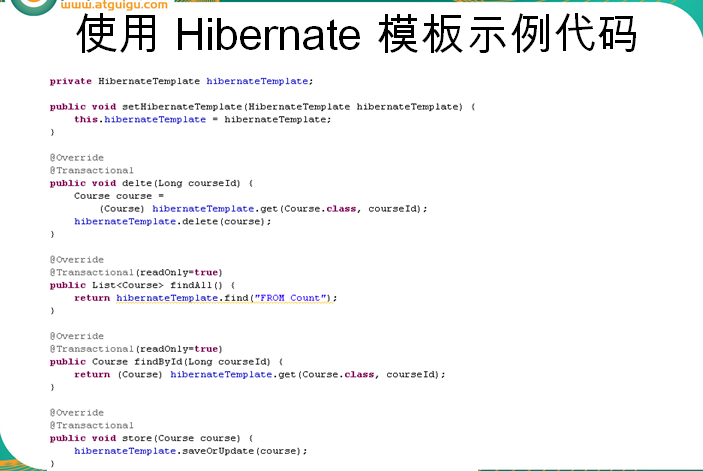 www.atguigu.com
使用 Hibernate 模板示例代码
private HibernateTemplate hibernateTemplate;
public void setHibernateTemplate(HibernateTemplate hibernateTemplate) {
this.hibernateTemplate = hibernateTemplate;
}
@Override
@Transactional
public void delte(Long courseId) {
Course course =
(Course) hibernateTemplate.get(Course.class, courseId);
hibernateTemplate.delete(course);
}
@Override
@Transactional(readOnly=true)
public List<Course> findAll() {
return hibernateTemplate.find("FROM Count");
}
@Override
@Transactional(readOnly=true)
public Course findById(Long courseId) {
return (Course) hibernateTemplate.get(Course.class, courseId);
}
@Override
@Transactional
public void store(Course course) {
hibernateTemplate.saveOrUpdate(course);
}